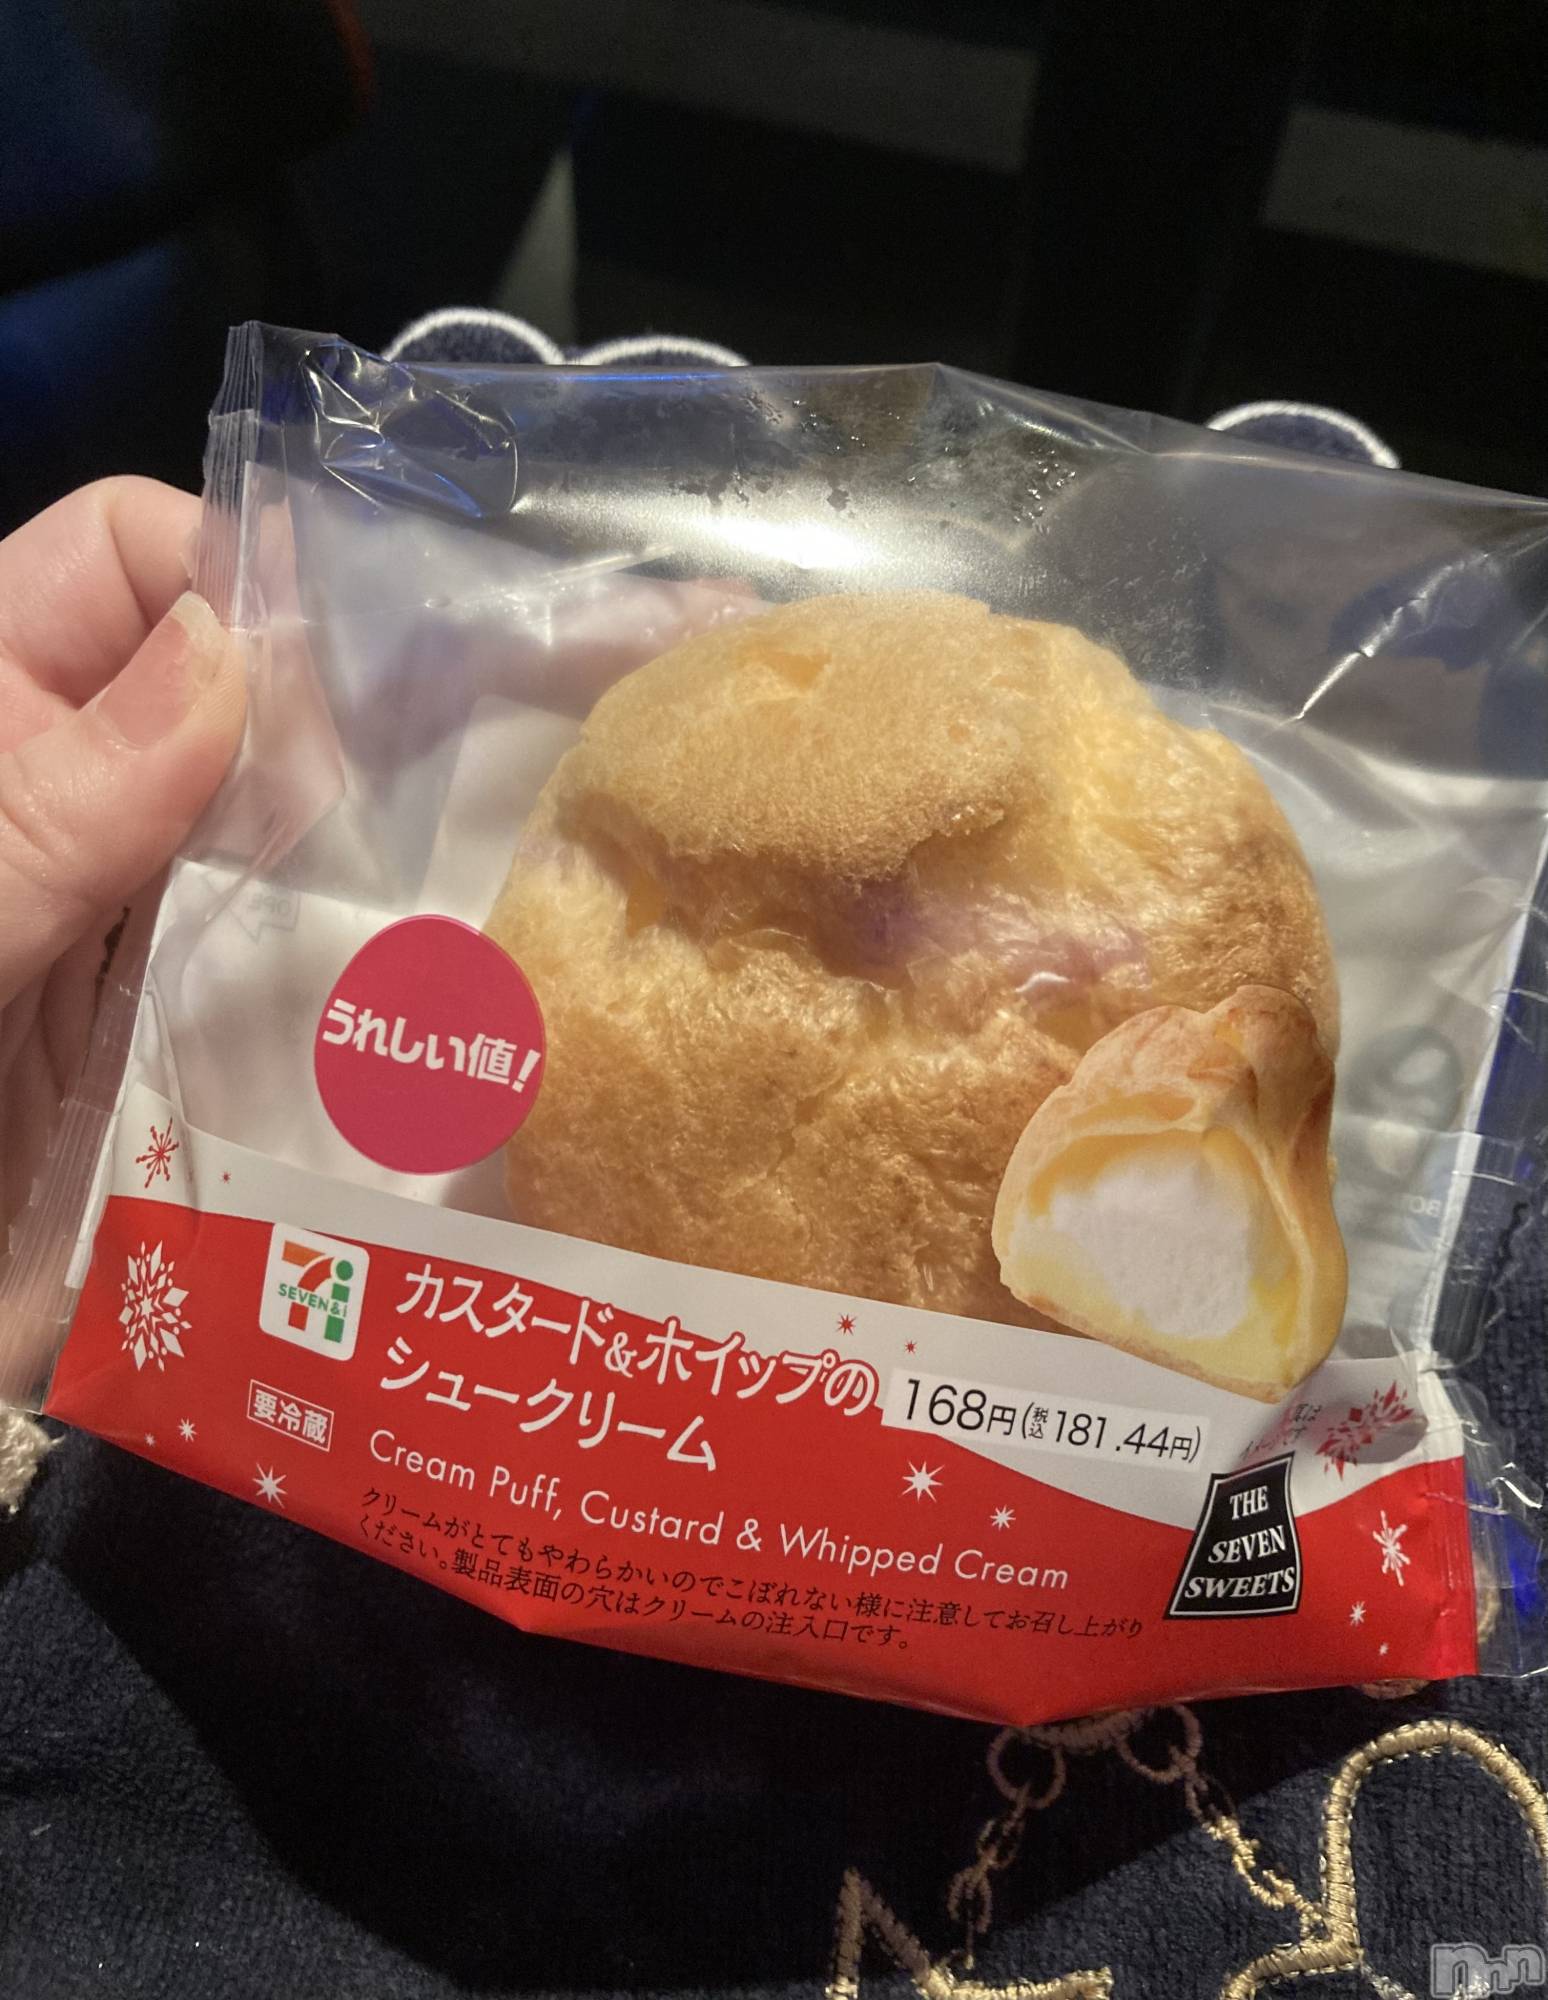 うれしい値!
7i
SEVEN&i
カスタード&ホイップの
シュークリーム
168円(税込181.44円)
要冷蔵
Cream Puff, Custard & Whipped Cream
クリームがとてもやわらかいのでこぼれない様に注意してお召し上がり
ください。製品表面の穴はクリームの注入口です。
THE
SEVEN
SWEETS